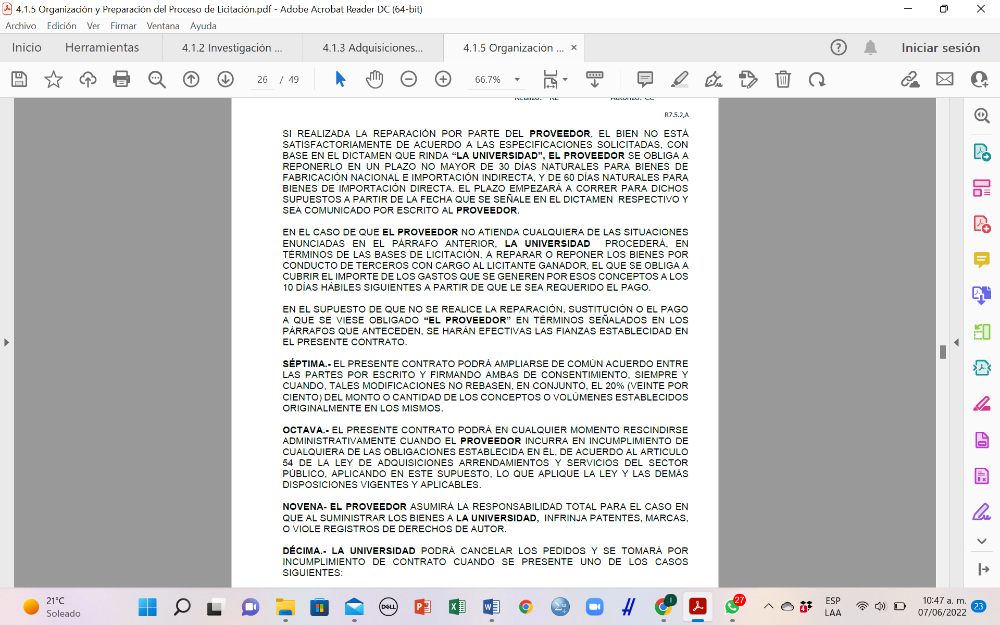 4.1.5 Organización y Preparación del Proceso de Licitación.pdf - Adobe Acrobat Reader DC (64-bit)
Archivo Edición Ver Firmar Ventana Ayuda
Inicio Herramientas 4.1.2 Investigación ... 4.1.3 Adquisiciones... 4.1.5 Organización ... Iniciar sesión
26 / 49 66.7%
Realizó: RL Autorizó: CC
R7.5.2,A
SI REALIZADA LA REPARACIÓN POR PARTE DEL PROVEEDOR, EL BIEN NO ESTÁ
SATISFACTORIAMENTE DE ACUERDO A LAS ESPECIFICACIONES SOLICITADAS, CON
BASE EN EL DICTAMEN QUE RINDA “LA UNIVERSIDAD”, EL PROVEEDOR SE OBLIGA A
REPONERLO EN UN PLAZO NO MAYOR DE 30 DÍAS NATURALES PARA BIENES DE
FABRICACIÓN NACIONAL E IMPORTACIÓN INDIRECTA, Y DE 60 DÍAS NATURALES PARA
BIENES DE IMPORTACIÓN DIRECTA. EL PLAZO EMPEZARÁ A CORRER PARA DICHOS
SUPUESTOS A PARTIR DE LA FECHA QUE SE SEÑALE EN EL DICTAMEN RESPECTIVO Y
SEA COMUNICADO POR ESCRITO AL PROVEEDOR.
EN EL CASO DE QUE EL PROVEEDOR NO ATIENDA CUALQUIERA DE LAS SITUACIONES
ENUNCIADAS EN EL PÁRRAFO ANTERIOR, LA UNIVERSIDAD PROCEDERÁ, EN
TÉRMINOS DE LAS BASES DE LICITACIÓN, A REPARAR O REPONER LOS BIENES POR
CONDUCTO DE TERCEROS CON CARGO AL LICITANTE GANADOR, EL QUE SE OBLIGA A
CUBRIR EL IMPORTE DE LOS GASTOS QUE SE GENEREN POR ESOS CONCEPTOS A LOS
10 DÍAS HÁBILES SIGUIENTES A PARTIR DE QUE LE SEA REQUERIDO EL PAGO.
EN EL SUPUESTO DE QUE NO SE REALICE LA REPARACIÓN, SUSTITUCIÓN O EL PAGO
A QUE SE VIESE OBLIGADO “EL PROVEEDOR” EN TÉRMINOS SEÑALADOS EN LOS
PÁRRAFOS QUE ANTECEDEN, SE HARÁN EFECTIVAS LAS FIANZAS ESTABLECIDAD EN
EL PRESENTE CONTRATO.
SÉPTIMA.- EL PRESENTE CONTRATO PODRÁ AMPLIARSE DE COMÚN ACUERDO ENTRE
LAS PARTES POR ESCRITO Y FIRMANDO AMBAS DE CONSENTIMIENTO, SIEMPRE Y
CUANDO, TALES MODIFICACIONES NO REBASEN, EN CONJUNTO, EL 20% (VEINTE POR
CIENTO) DEL MONTO O CANTIDAD DE LOS CONCEPTOS O VOLÚMENES ESTABLECIDOS
ORIGINALMENTE EN LOS MISMOS.
OCTAVA.- EL PRESENTE CONTRATO PODRÁ EN CUALQUIER MOMENTO RESCINDIRSE
ADMINISTRATIVAMENTE CUANDO EL PROVEEDOR INCURRA EN INCUMPLIMIENTO DE
CUALQUIERA DE LAS OBLIGACIONES ESTABLECIDA EN ÉL, DE ACUERDO AL ARTICULO
54 DE LA LEY DE ADQUISICIONES ARRENDAMIENTOS Y SERVICIOS DEL SECTOR
PÚBLICO, APLICANDO EN ESTE SUPUESTO, LO QUE APLIQUE LA LEY Y LAS DEMÁS
DISPOSICIONES VIGENTES Y APLICABLES.
NOVENA- EL PROVEEDOR ASUMIRÁ LA RESPONSABILIDAD TOTAL PARA EL CASO EN
QUE AL SUMINISTRAR LOS BIENES A LA UNIVERSIDAD, INFRINJA PATENTES, MARCAS,
O VIOLE REGISTROS DE DERECHOS DE AUTOR.
DÉCIMA.- LA UNIVERSIDAD PODRÁ CANCELAR LOS PEDIDOS Y SE TOMARÁ POR
INCUMPLIMIENTO DE CONTRATO CUANDO SE PRESENTE UNO DE LOS CASOS
SIGUIENTES:
21°C
Soleado
DELL
27
4
ESP
LAA
10:47 a. m.
07/06/2022
23